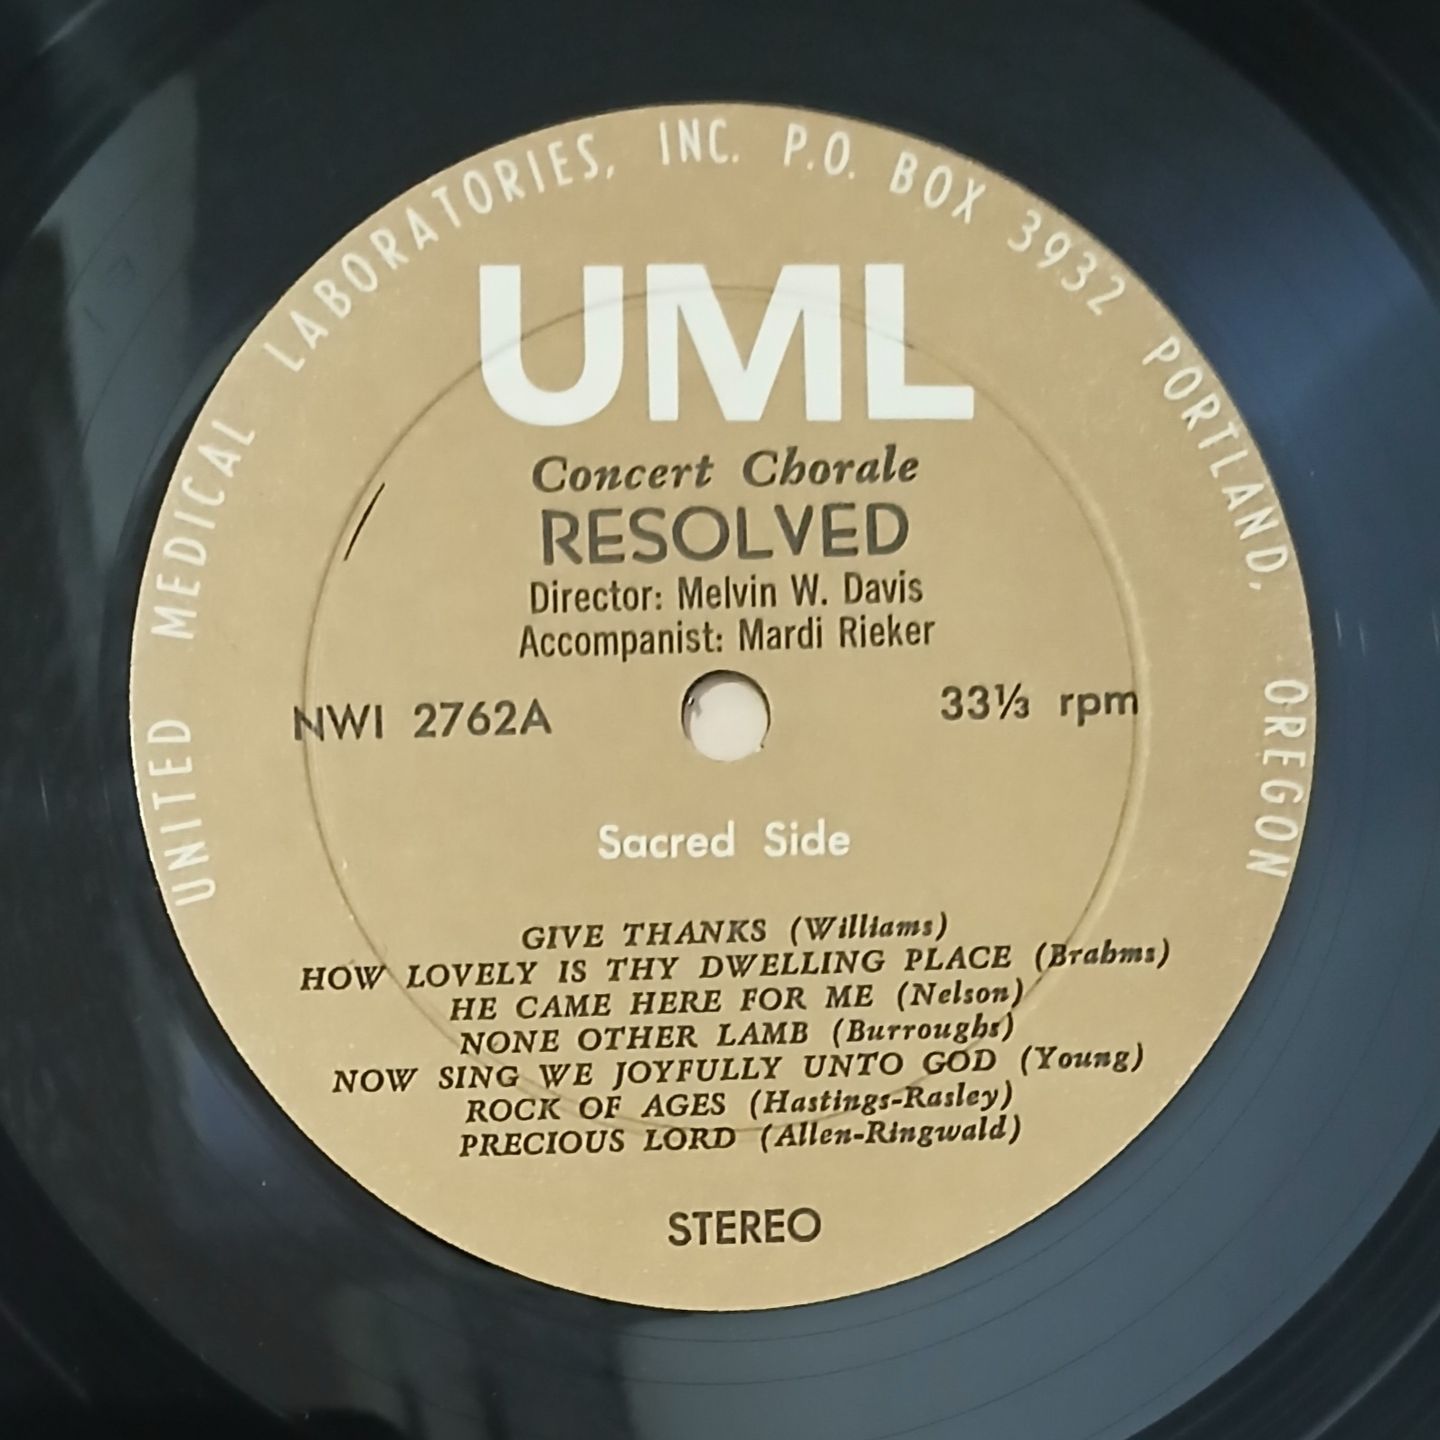 UNITED MEDICAL LABORATORIES, INC. P.O. BOX 3932 PORTLAND, OREGON
UML
Concert Chorale
RESOLVED
Director: Melvin W. Davis
Accompanist: Mardi Rieker
NWI 2762A
33⅓ rpm
Sacred Side
GIVE THANKS (Williams)
HOW LOVELY IS THY DWELLING PLACE (Brahms)
HE CAME HERE FOR ME (Nelson)
NONE OTHER LAMB (Burroughs)
NOW SING WE JOYFULLY UNTO GOD (Young)
ROCK OF AGES (Hastings-Rasley)
PRECIOUS LORD (Allen-Ringwald)
STEREO